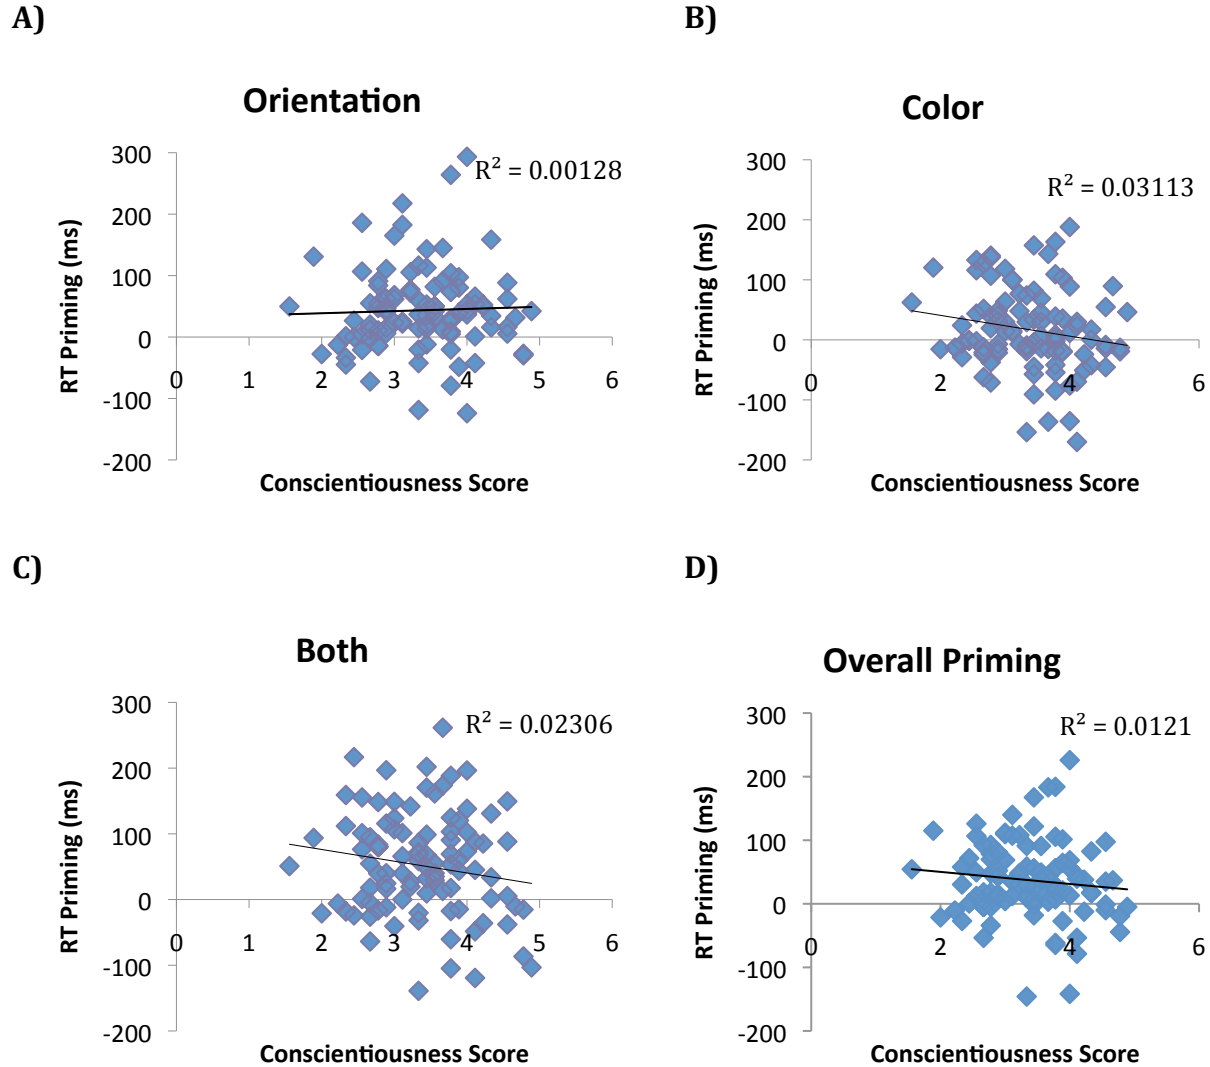 A)
Orientation
R² = 0.00128
300
200
100
0
-100
-200
RT Priming (ms)
0 1 2 3 4 5 6
Conscientiousness Score
B)
Color
R² = 0.03113
300
200
100
0
-100
-200
RT Priming (ms)
0 2 4 6
Conscientiousness Score
C)
Both
R² = 0.02306
300
200
100
0
-100
-200
RT Priming (ms)
0 1 2 3 4 5 6
Conscientiousness Score
D)
Overall Priming
R² = 0.0121
300
200
100
0
-100
-200
RT Priming (ms)
0 2 4 6
Conscientiousness Score